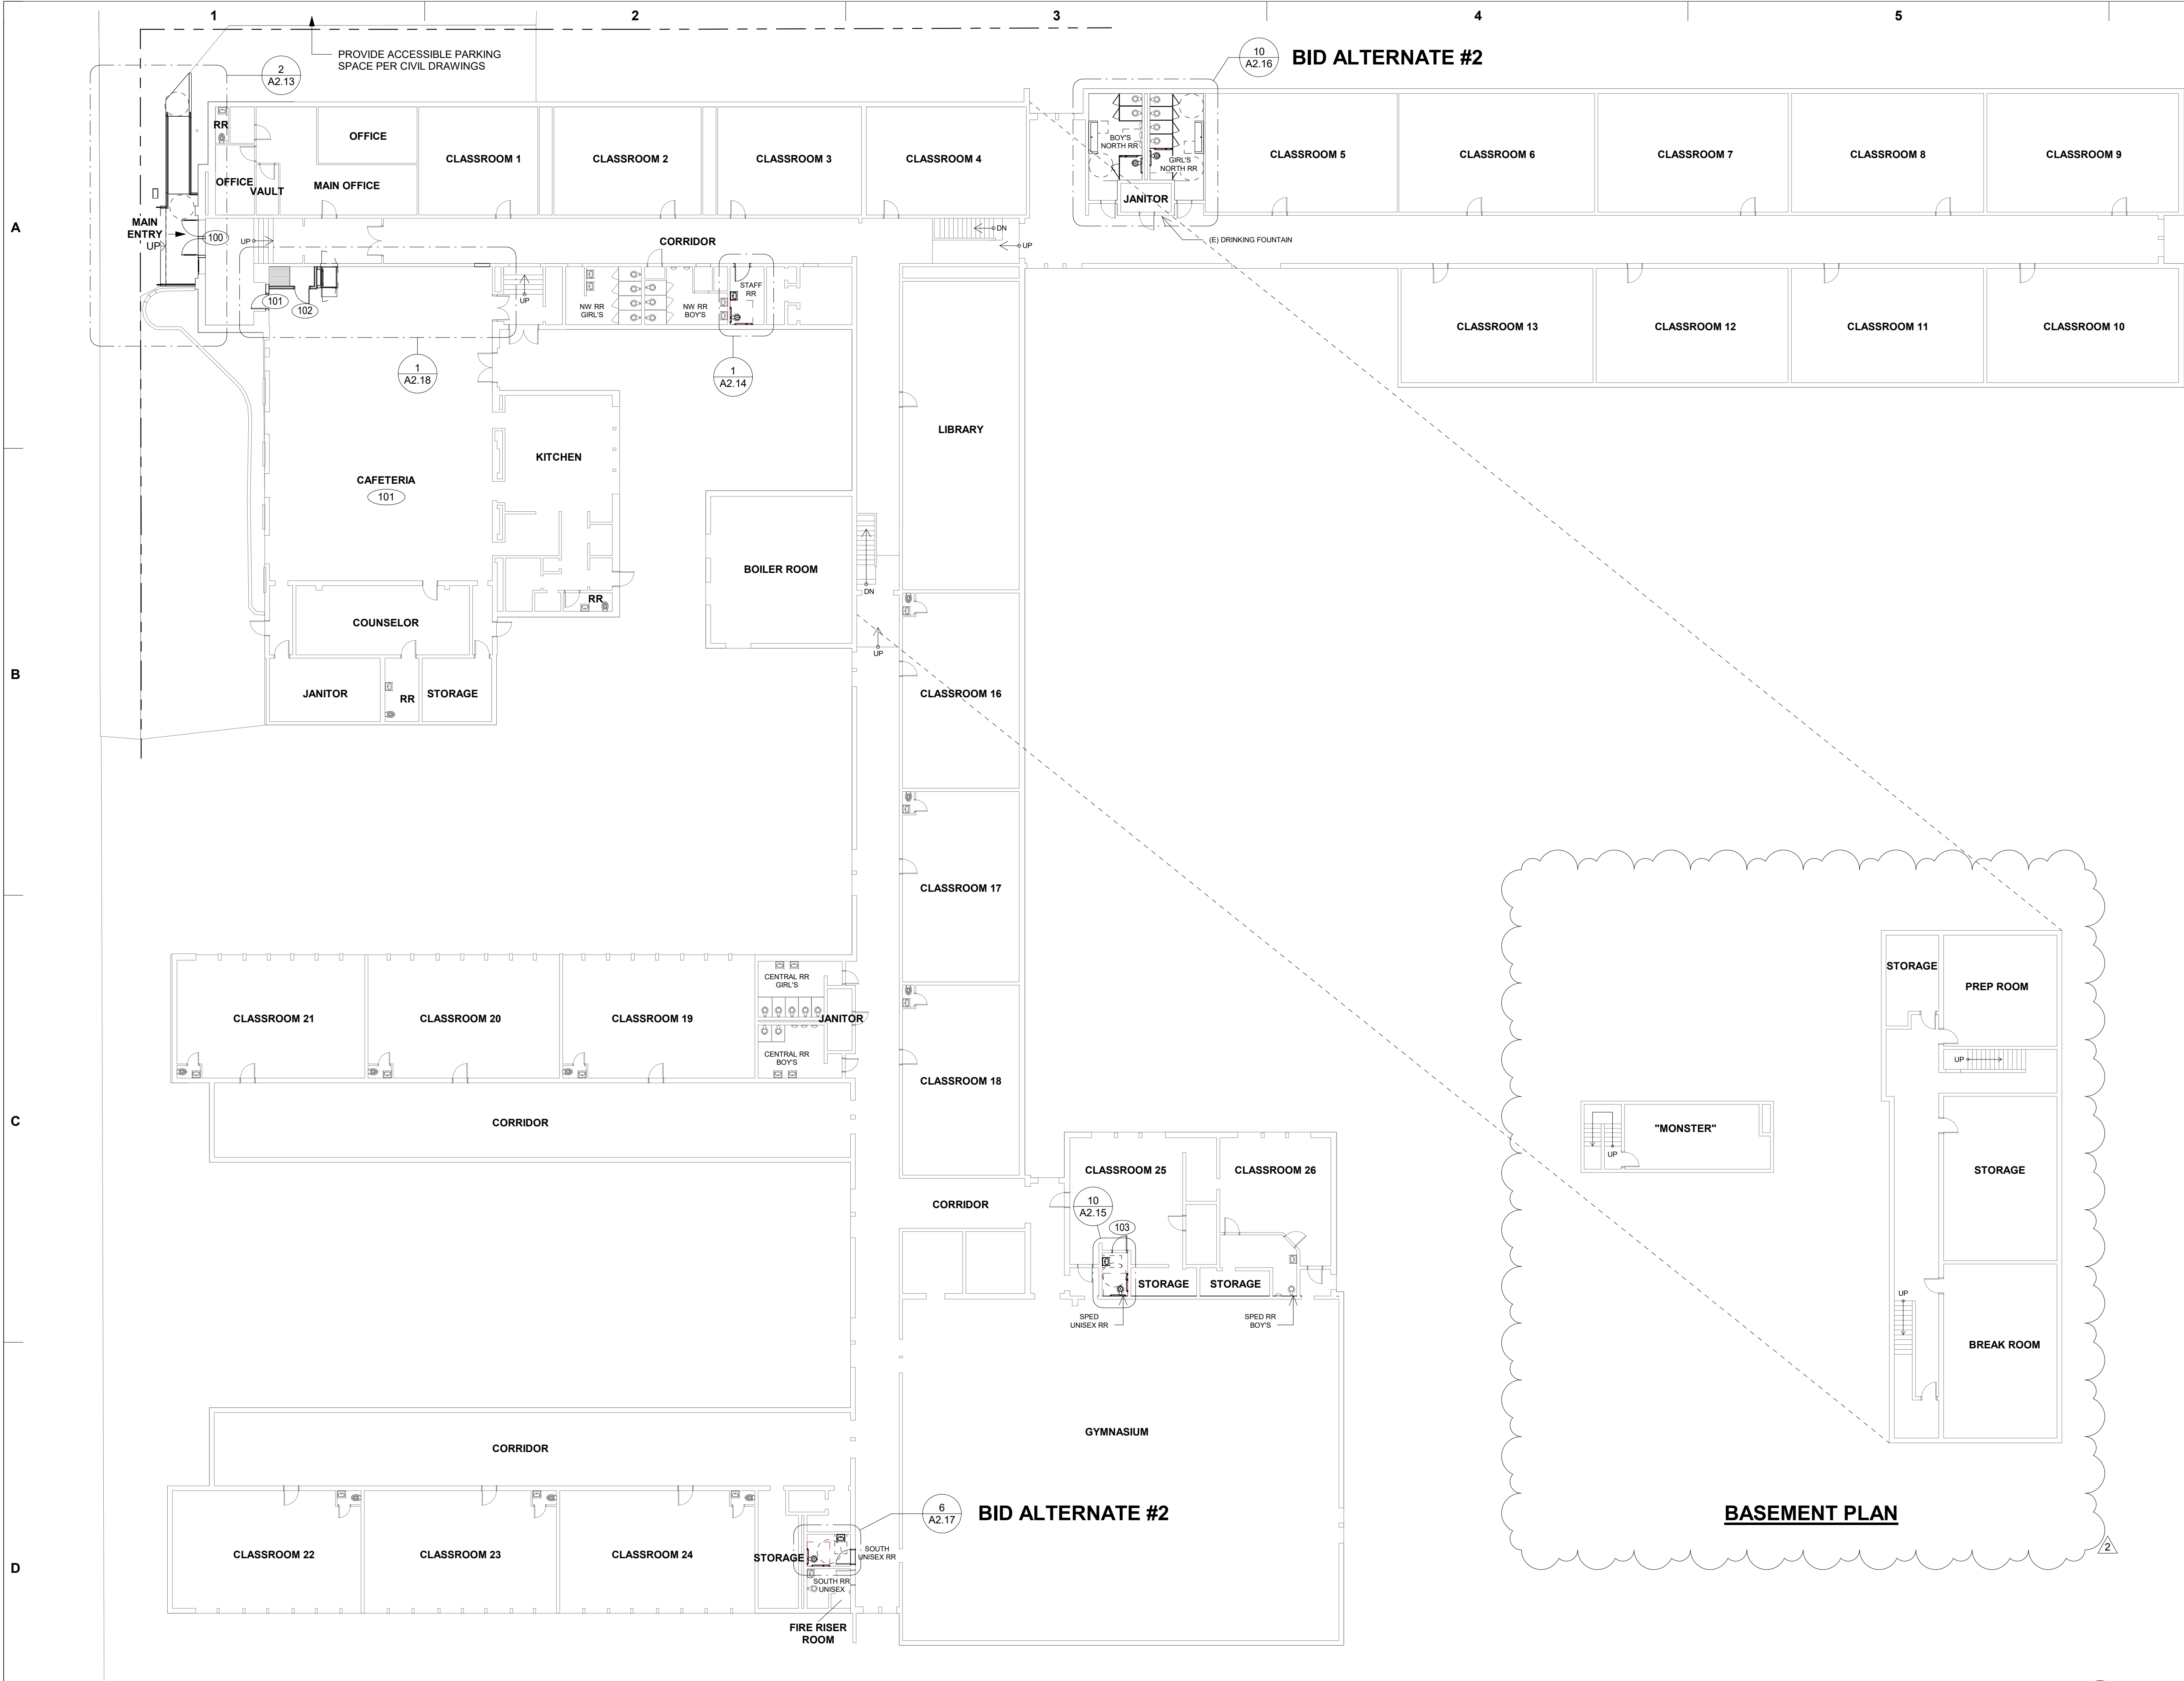 1
2
3
4
5
PROVIDE ACCESSIBLE PARKING
SPACE PER CIVIL DRAWINGS
2
A2.13
10
A2.16
BID ALTERNATE #2
RR
OFFICE
CLASSROOM 1
CLASSROOM 2
CLASSROOM 3
CLASSROOM 4
BOY'S
NORTH RR
GIRL'S
NORTH RR
CLASSROOM 5
CLASSROOM 6
CLASSROOM 7
CLASSROOM 8
CLASSROOM 9
OFFICE
VAULT
MAIN OFFICE
JANITOR
A
MAIN
ENTRY
UP
100
UP
CORRIDOR
DN
UP
(E) DRINKING FOUNTAIN
101
102
UP
NW RR
GIRL'S
NW RR
BOY'S
STAFF
RR
CLASSROOM 13
CLASSROOM 12
CLASSROOM 11
CLASSROOM 10
1
A2.18
1
A2.14
LIBRARY
KITCHEN
CAFETERIA
101
BOILER ROOM
DN
RR
COUNSELOR
UP
B
JANITOR
RR
STORAGE
CLASSROOM 16
CLASSROOM 17
STORAGE
PREP ROOM
CENTRAL RR
GIRL'S
CLASSROOM 21
CLASSROOM 20
CLASSROOM 19
JANITOR
CENTRAL RR
BOY'S
UP
CLASSROOM 18
C
CORRIDOR
"MONSTER"
UP
CLASSROOM 25
CLASSROOM 26
STORAGE
CORRIDOR
10
A2.15
103
STORAGE
STORAGE
UP
SPED
UNISEX RR
SPED RR
BOY'S
BREAK ROOM
GYMNASIUM
CORRIDOR
6
A2.17
BID ALTERNATE #2
BASEMENT PLAN
2
D
CLASSROOM 22
CLASSROOM 23
CLASSROOM 24
STORAGE
SOUTH
UNISEX RR
SOUTH RR
UNISEX
FIRE RISER
ROOM